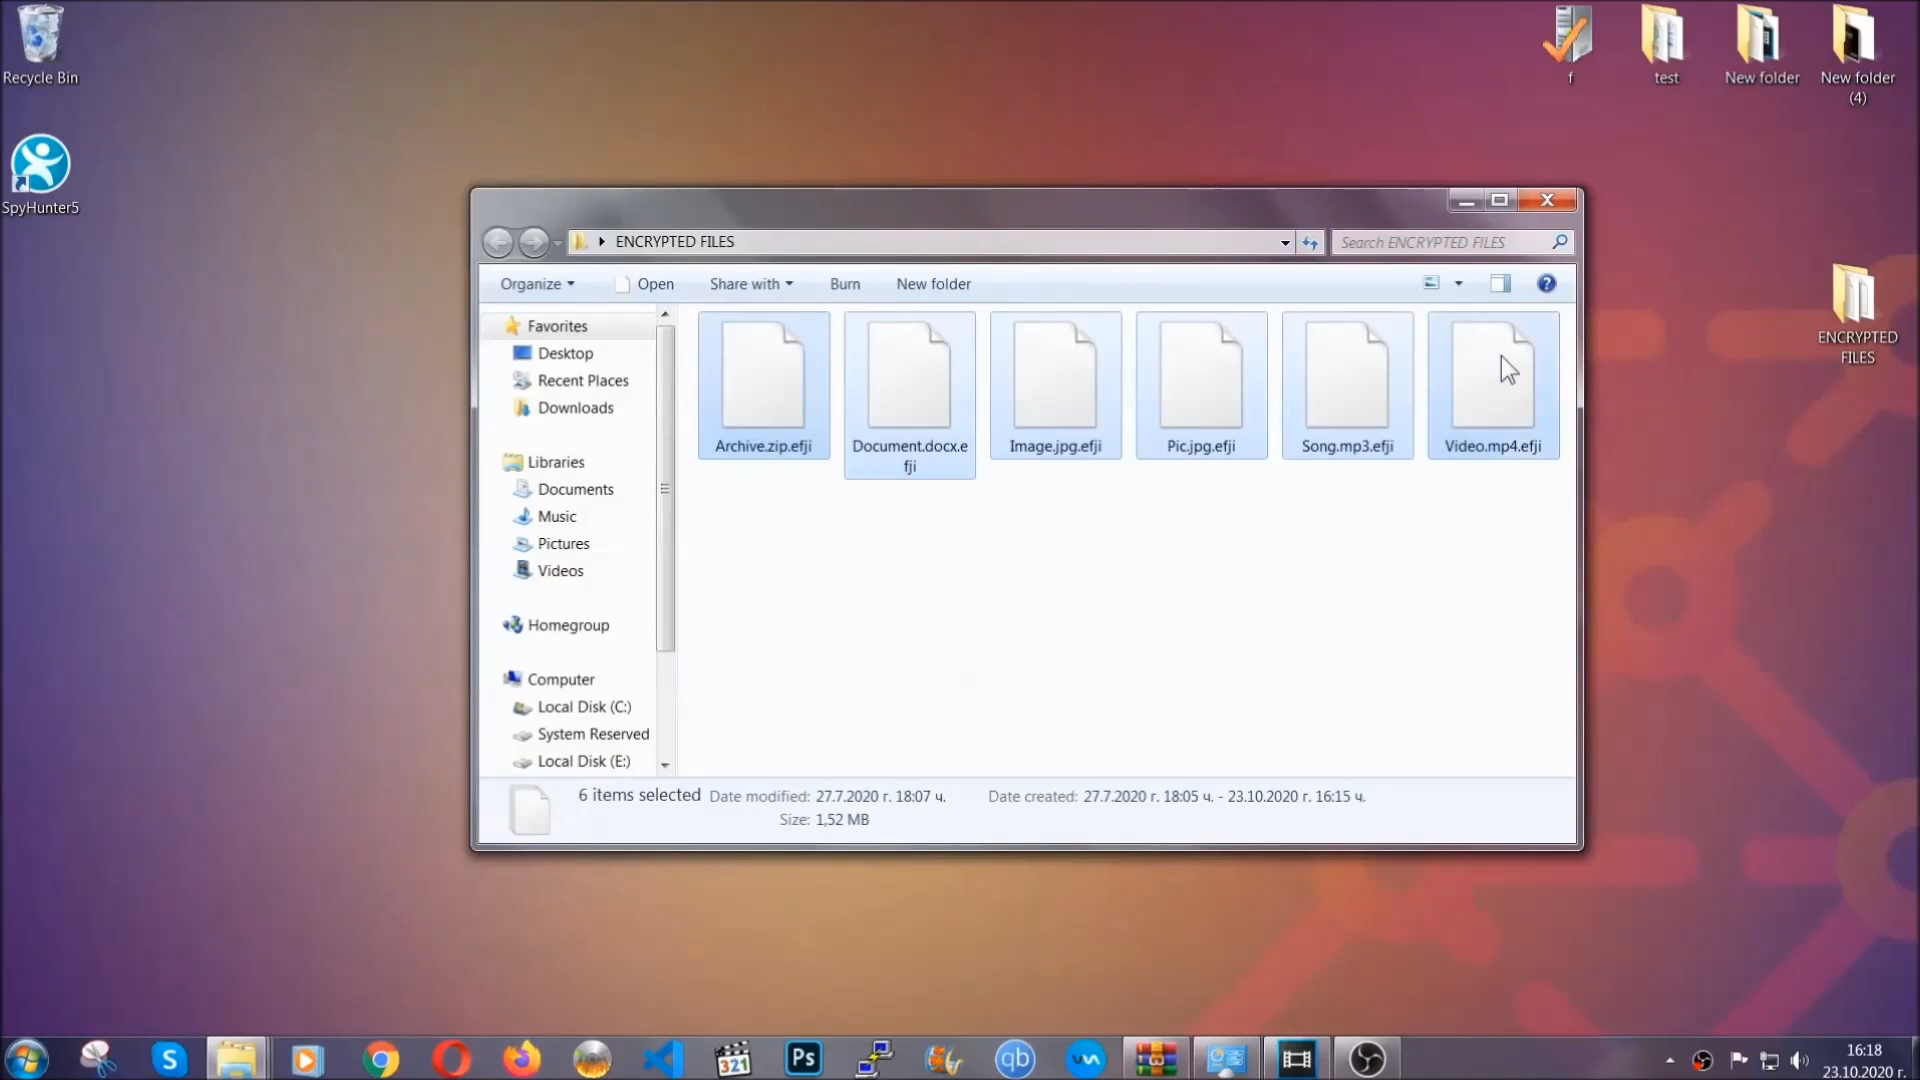 Recycle Bin
SpyHunter5
f
test
New folder
New folder
(4)
ENCRYPTED
FILES
ENCRYPTED FILES
Search ENCRYPTED FILES
Organize
Open
Share with
Burn
New folder
Favorites
Desktop
Recent Places
Downloads
Libraries
Documents
Music
Pictures
Videos
Homegroup
Computer
Local Disk (C:)
System Reserved
Local Disk (E:)
Archive.zip.efji
Document.docx.e
fji
Image.jpg.efji
Pic.jpg.efji
Song.mp3.efji
Video.mp4.efji
6 items selected
Date modified: 27.7.2020 г. 18:07 ч.
Date created: 27.7.2020 г. 18:05 ч. - 23.10.2020 г. 16:15 ч.
Size: 1,52 MB
S
321
Ps
qb
16:18
23.10.2020 г.